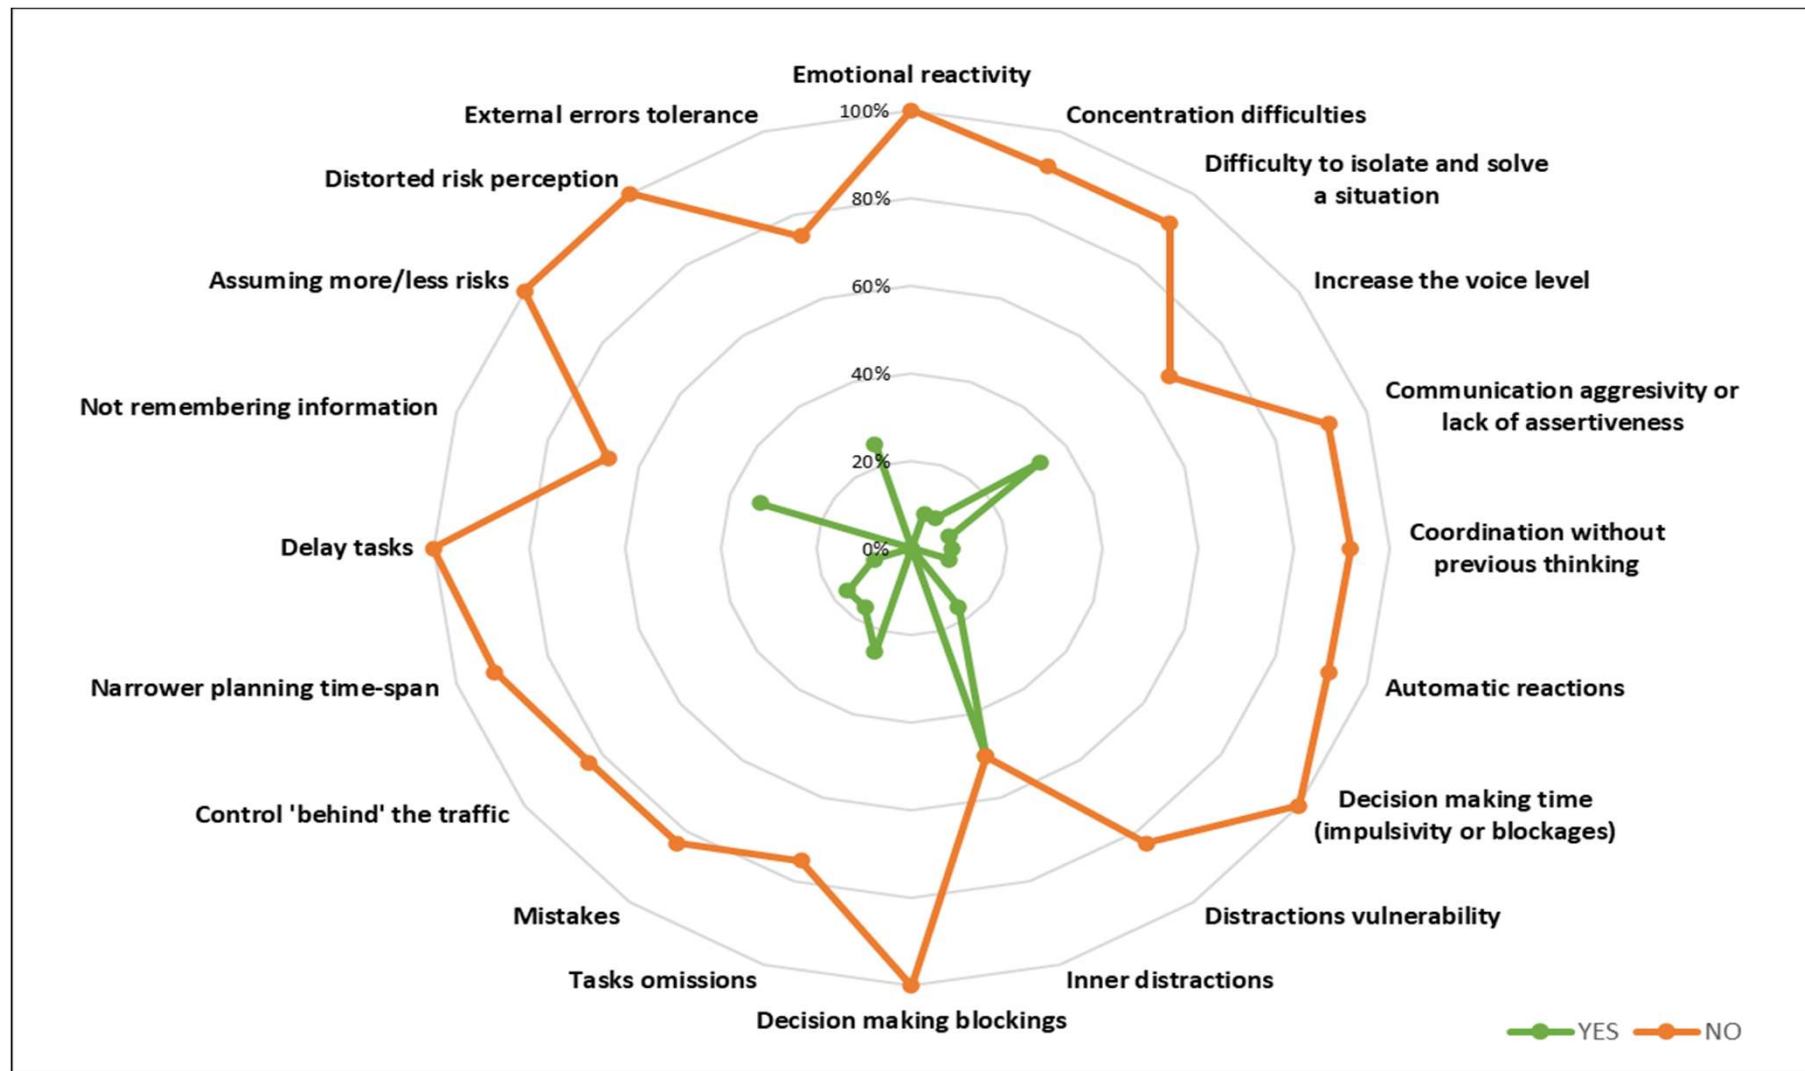 Emotional reactivity
External errors tolerance
Concentration difficulties
Distorted risk perception
Difficulty to isolate and solve
a situation
Assuming more/less risks
Increase the voice level
Not remembering information
Communication aggresivity or
lack of assertiveness
Delay tasks
Coordination without
previous thinking
Narrower planning time-span
Automatic reactions
Control 'behind' the traffic
Decision making time
(impulsivity or blockages)
Mistakes
Distractions vulnerability
Tasks omissions
Inner distractions
Decision making blockings
100%
80%
60%
40%
20%
0%
YES
NO